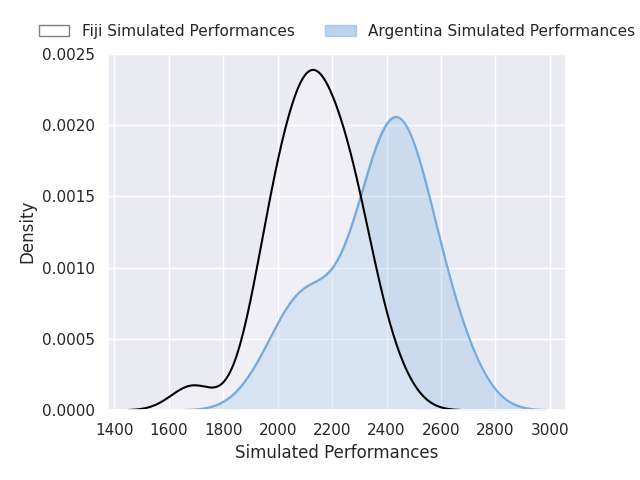 Fiji Simulated Performances Argentina Simulated Performances
0.0025
0.0020
0.0015
0.0010
0.0005
0.0000
Density
1400 1600 1800 2000 2200 2400 2600 2800 3000
Simulated Performances